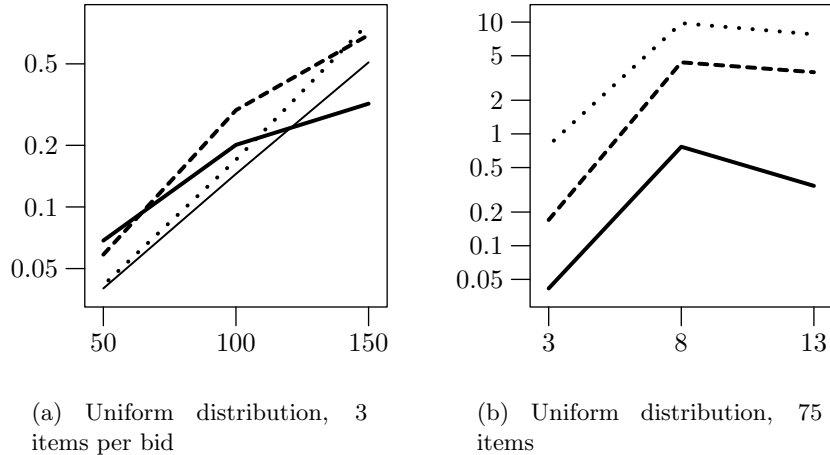 0.5
0.2
0.1
0.05
50 100 150
10
5
2
1
0.5
0.2
0.1
0.05
3 8 13
(a) Uniform distribution, 3
items per bid
(b) Uniform distribution, 75
items